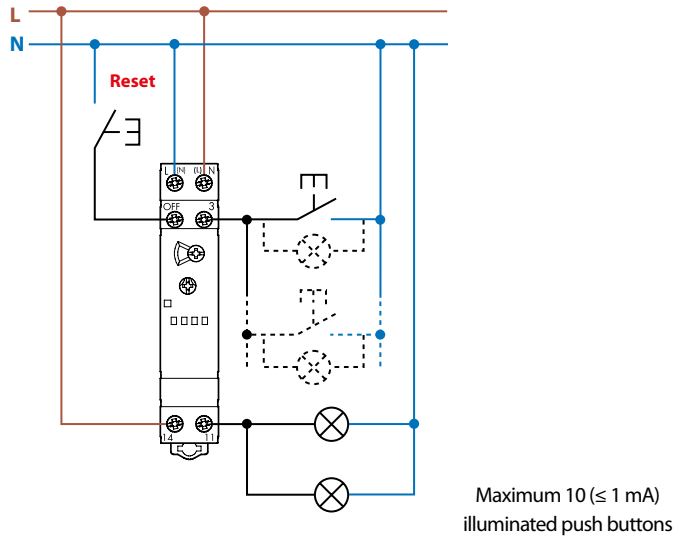 L
N
Reset
L (N) (L) N
OFF 3
14 11
Maximum 10 (≤ 1 mA)
illuminated push buttons